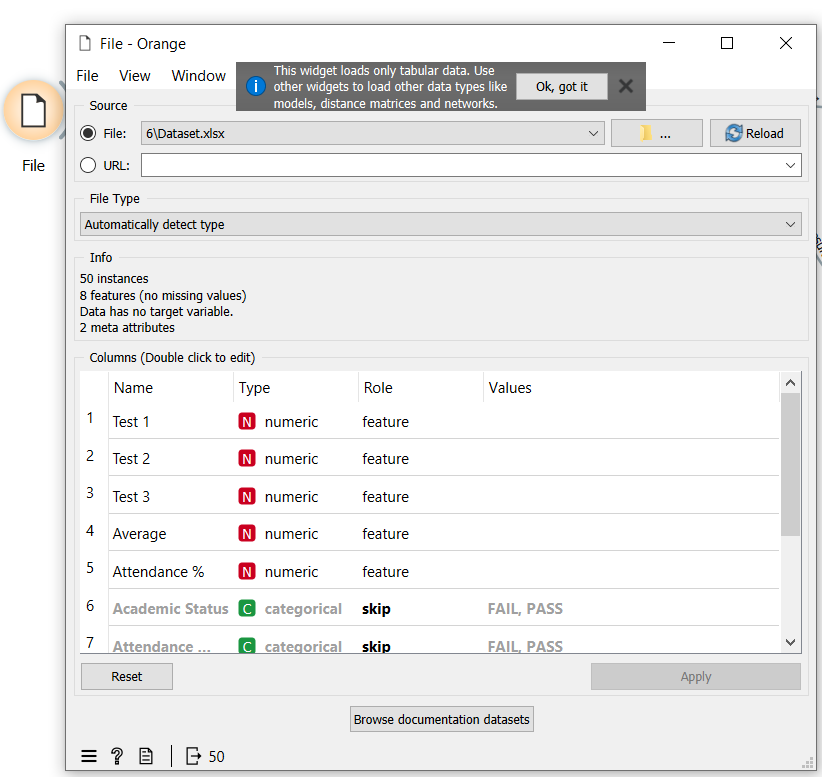 File - Orange
File View Window
This widget loads only tabular data. Use
other widgets to load other data types like
models, distance matrices and networks.
Ok, got it
Source
File: 6\Dataset.xlsx
... Reload
URL:
File
File Type
Automatically detect type
Info
50 instances
8 features (no missing values)
Data has no target variable.
2 meta attributes
Columns (Double click to edit)
Name Type Role Values
1 Test 1 N numeric feature
2 Test 2 N numeric feature
3 Test 3 N numeric feature
4 Average N numeric feature
5 Attendance % N numeric feature
6 Academic Status C categorical skip FAIL, PASS
7 Attendance ... C categorical skip FAIL, PASS
Reset Apply
Browse documentation datasets
? 50